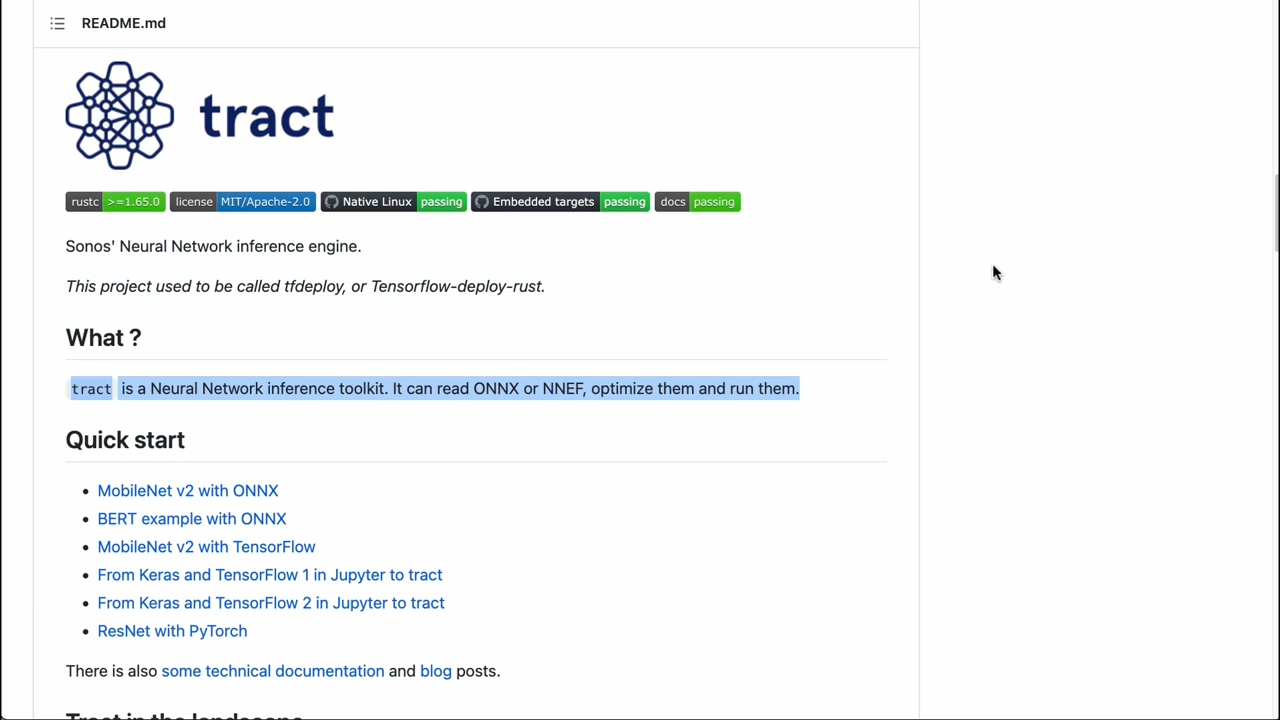 README.md
tract
rustc >=1.65.0 license MIT/Apache-2.0 Native Linux passing Embedded targets passing docs passing
Sonos' Neural Network inference engine.
This project used to be called tfdeploy, or Tensorflow-deploy-rust.
What ?
tract is a Neural Network inference toolkit. It can read ONNX or NNEF, optimize them and run them.
Quick start
• MobileNet v2 with ONNX
• BERT example with ONNX
• MobileNet v2 with TensorFlow
• From Keras and TensorFlow 1 in Jupyter to tract
• From Keras and TensorFlow 2 in Jupyter to tract
• ResNet with PyTorch
There is also some technical documentation and blog posts.
Tract in the landscape